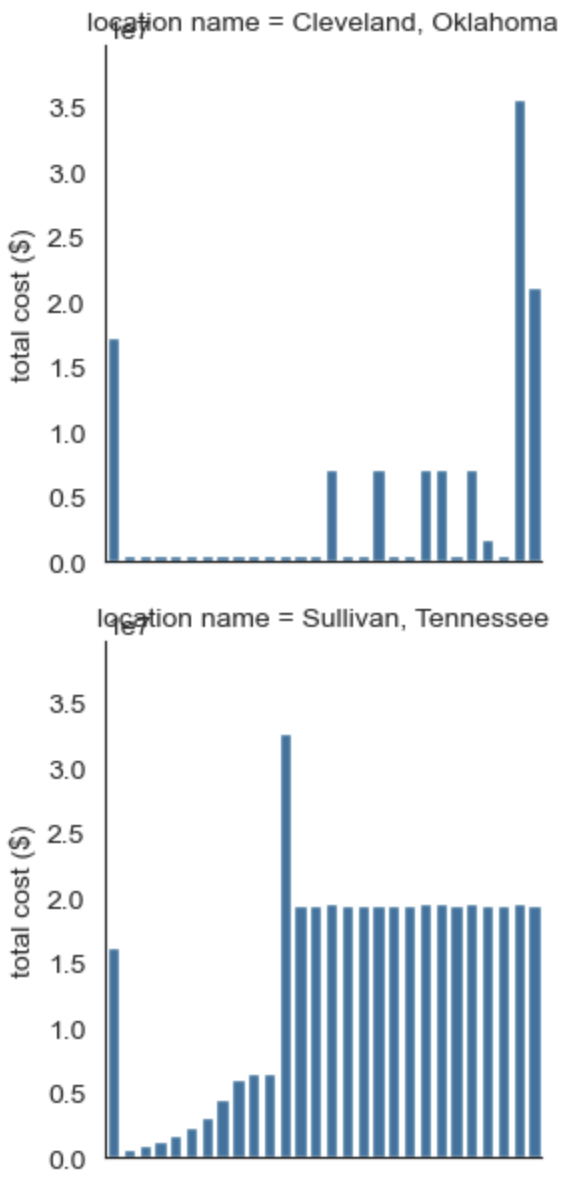 location name = Cleveland, Oklahoma
1e7
3.5
3.0
2.5
2.0
1.5
1.0
0.5
0.0
total cost ($)
location name = Sullivan, Tennessee
1e7
3.5
3.0
2.5
2.0
1.5
1.0
0.5
0.0
total cost ($)